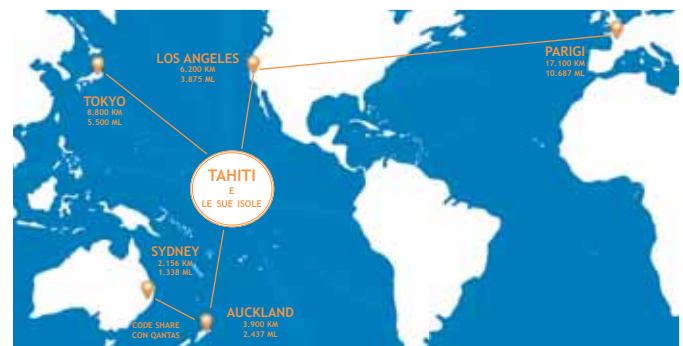 LOS ANGELES
6.200 KM
3.875 ML
PARIGI
17.100 KM
10.687 ML
TOKYO
8.800 KM
5.500 ML
TAHITI
E
LE SUE ISOLE
SYDNEY
2.156 KM
1.338 ML
AUCKLAND
3.900 KM
2.437 ML
CODE SHARE
CON QANTAS